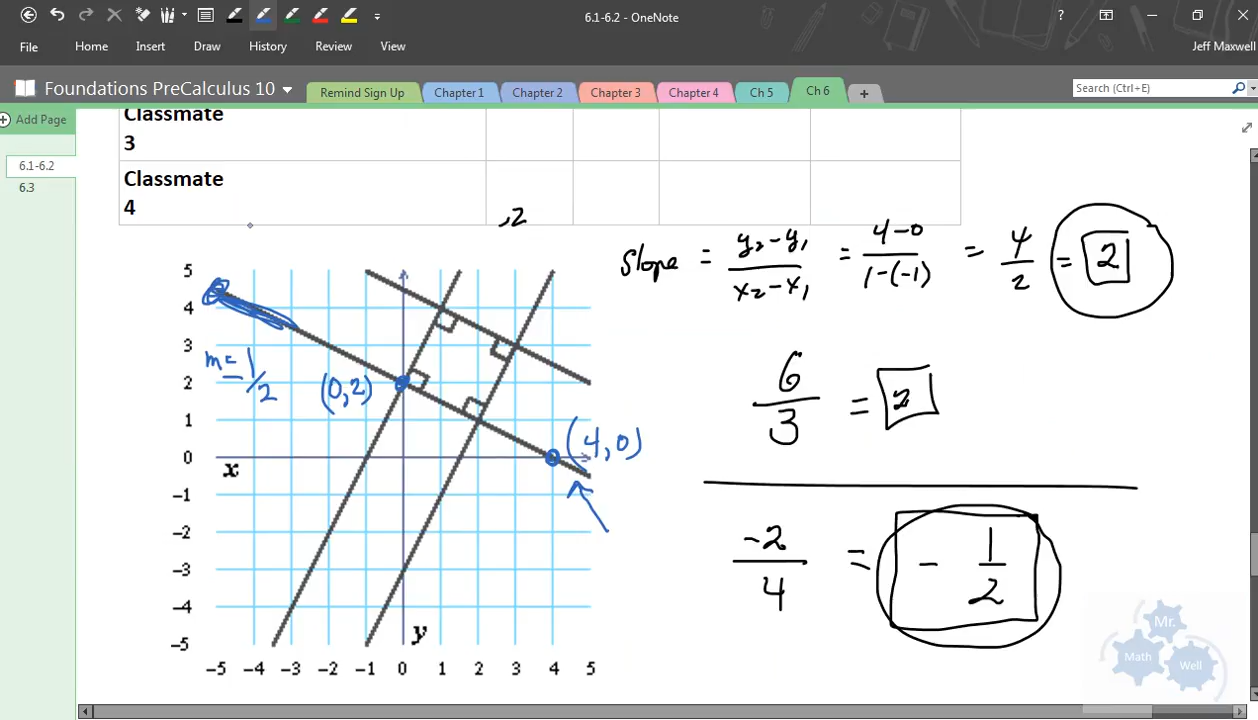 6.1-6.2 - OneNote
?
File
Home
Insert
Draw
History
Review
View
Jeff Maxwell
Foundations PreCalculus 10
Remind Sign Up
Chapter 1
Chapter 2
Chapter 3
Chapter 4
Ch 5
Ch 6
Search (Ctrl+E)
Add Page
6.1-6.2
6.3
Classmate
3
Classmate
4
,2
Slope = y₂-y₁ / x₂-x₁ = 4-0 / 1-(-1) = 4/2 = 2
6/3 = 2
-2/4 = -1/2
5
4
3
2
1
0
-1
-2
-3
-4
-5
m= -1/2
(0,2)
(4,0)
x
y
-5 -4 -3 -2 -1 0 1 2 3 4 5
Mr.
Math
Well